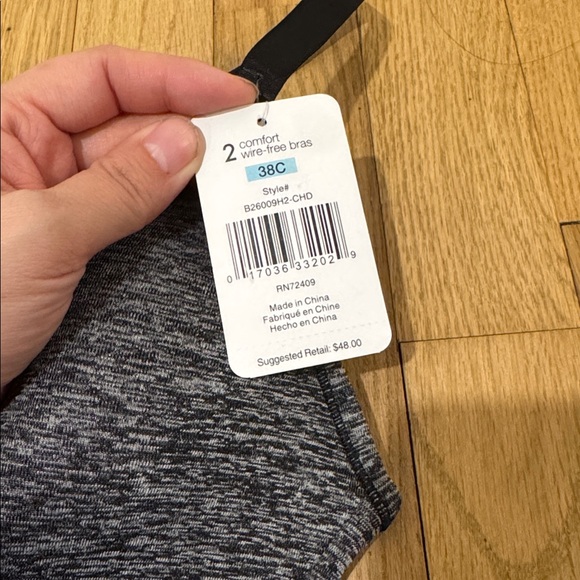 2 comfort
wire-free bras
38C
Style#
B26009H2-CHD
0 17036 33202 9
RN72409
Made in China
Fabriqué en Chine
Hecho en China
Suggested Retail: $48.00